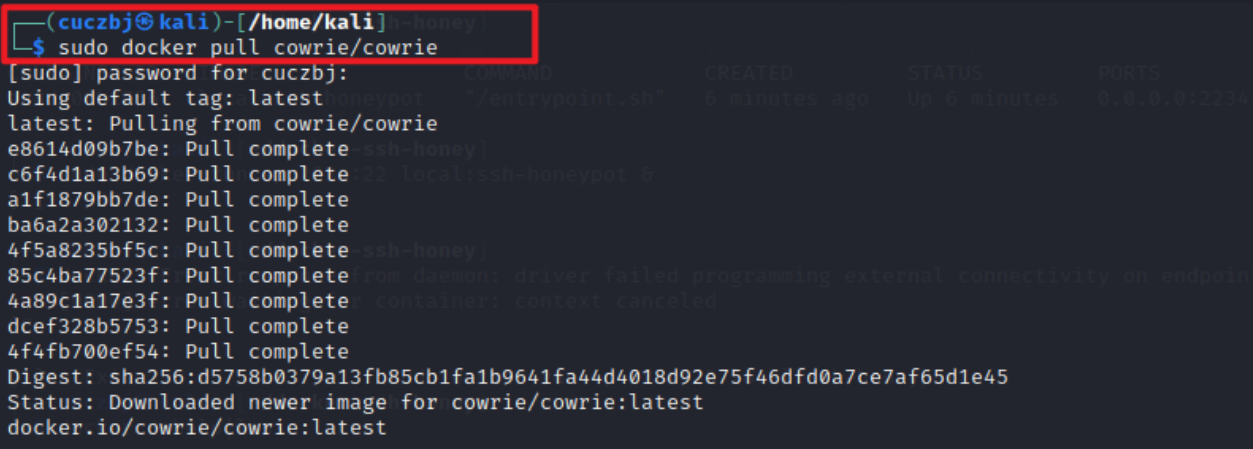 ┌──(cuczbj㉿kali)-[/home/kali]
└─$ sudo docker pull cowrie/cowrie
[sudo] password for cuczbj:
Using default tag: latest
latest: Pulling from cowrie/cowrie
e8614d09b7be: Pull complete
c6f4d1a13b69: Pull complete
a1f1879bb7de: Pull complete
ba6a2a302132: Pull complete
4f5a8235bf5c: Pull complete
85c4ba77523f: Pull complete
4a89c1a17e3f: Pull complete
dcef328b5753: Pull complete
4f4fb700ef54: Pull complete
Digest: sha256:d5758b0379a13fb85cb1fa1b9641fa44d4018d92e75f46dfd0a7ce7af65d1e45
Status: Downloaded newer image for cowrie/cowrie:latest
docker.io/cowrie/cowrie:latest